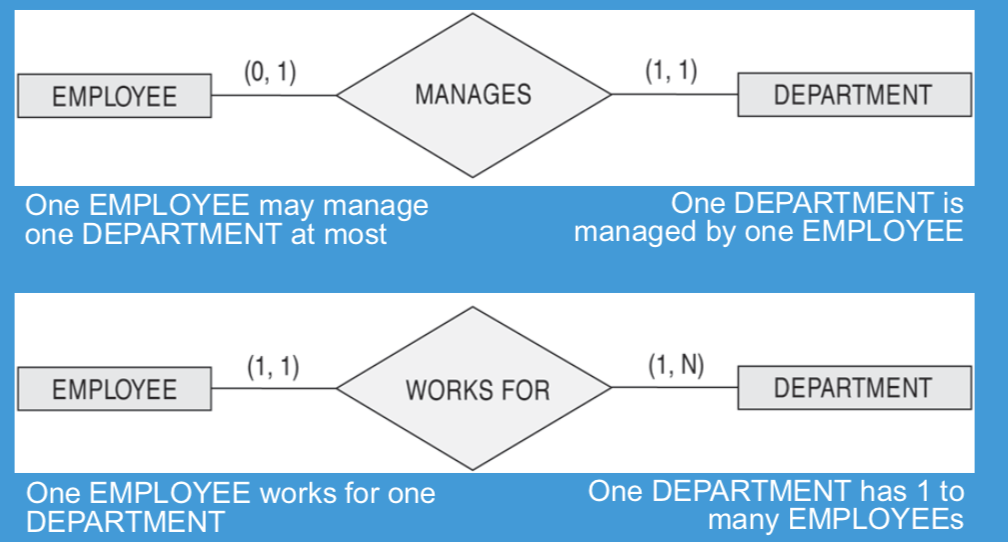 (0, 1)
(1, 1)
EMPLOYEE
MANAGES
DEPARTMENT
One EMPLOYEE may manage
one DEPARTMENT at most
One DEPARTMENT is
managed by one EMPLOYEE
(1, 1)
(1, N)
EMPLOYEE
WORKS FOR
DEPARTMENT
One EMPLOYEE works for one
DEPARTMENT
One DEPARTMENT has 1 to
many EMPLOYEEs